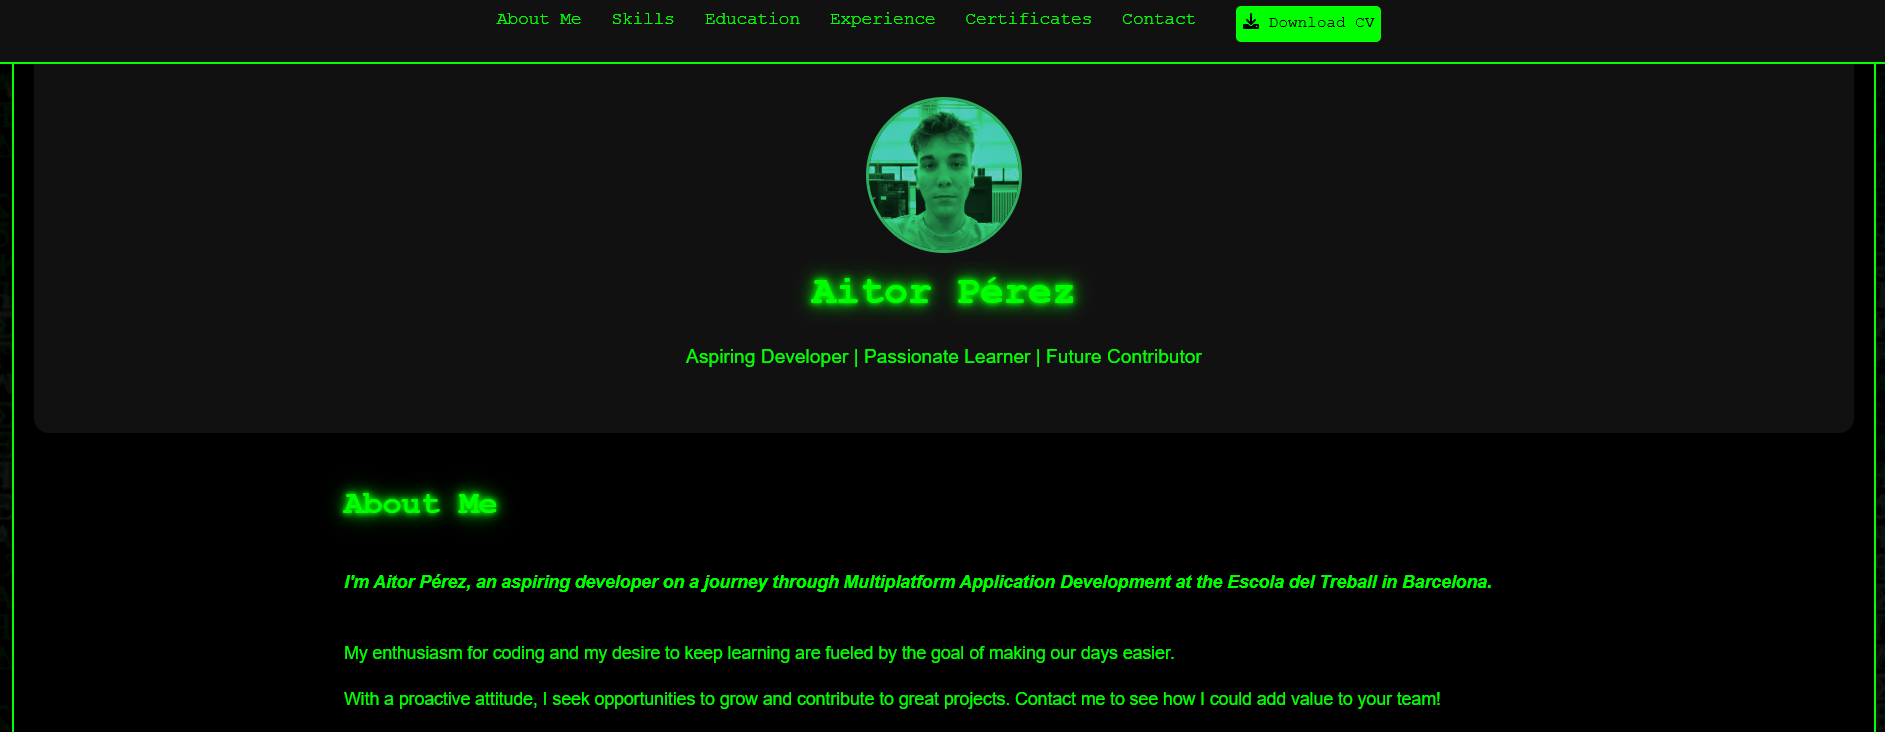 About Me Skills Education Experience Certificates Contact Download CV
Aitor Pérez
Aspiring Developer | Passionate Learner | Future Contributor
About Me
I'm Aitor Pérez, an aspiring developer on a journey through Multiplatform Application Development at the Escola del Treball in Barcelona.
My enthusiasm for coding and my desire to keep learning are fueled by the goal of making our days easier.
With a proactive attitude, I seek opportunities to grow and contribute to great projects. Contact me to see how I could add value to your team!